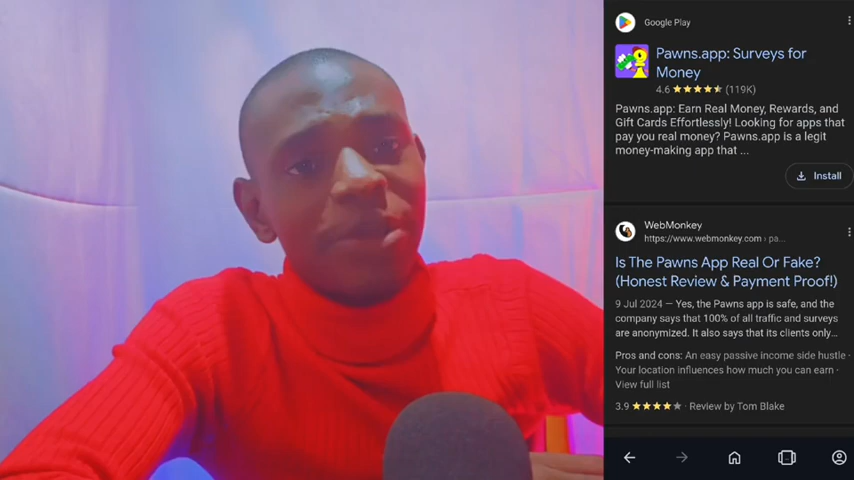 Google Play
Pawns.app: Surveys for
Money
4.6 ★★★★★ (119K)
Pawns.app: Earn Real Money, Rewards, and
Gift Cards Effortlessly! Looking for apps that
pay you real money? Pawns.app is a legit
money-making app that ...
Install
WebMonkey
https://www.webmonkey.com › pa...
Is The Pawns App Real Or Fake?
(Honest Review & Payment Proof!)
9 Jul 2024 — Yes, the Pawns app is safe, and the
company says that 100% of all traffic and surveys
are anonymized. It also says that its clients only...
Pros and cons: An easy passive income side hustle ·
Your location influences how much you can earn ·
View full list
3.9 ★★★★★ · Review by Tom Blake